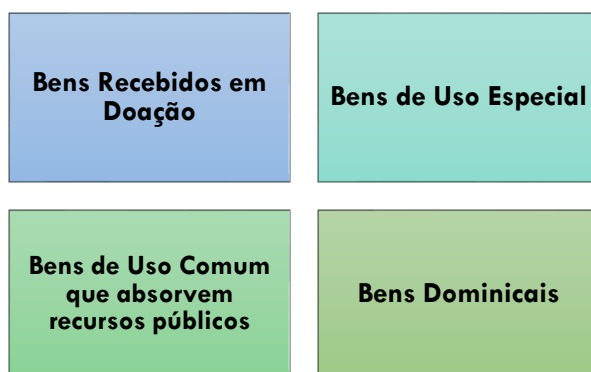 Bens Recebidos em
Doação
Bens de Uso Especial
Bens de Uso Comum
que absorvem
recursos públicos
Bens Dominicais